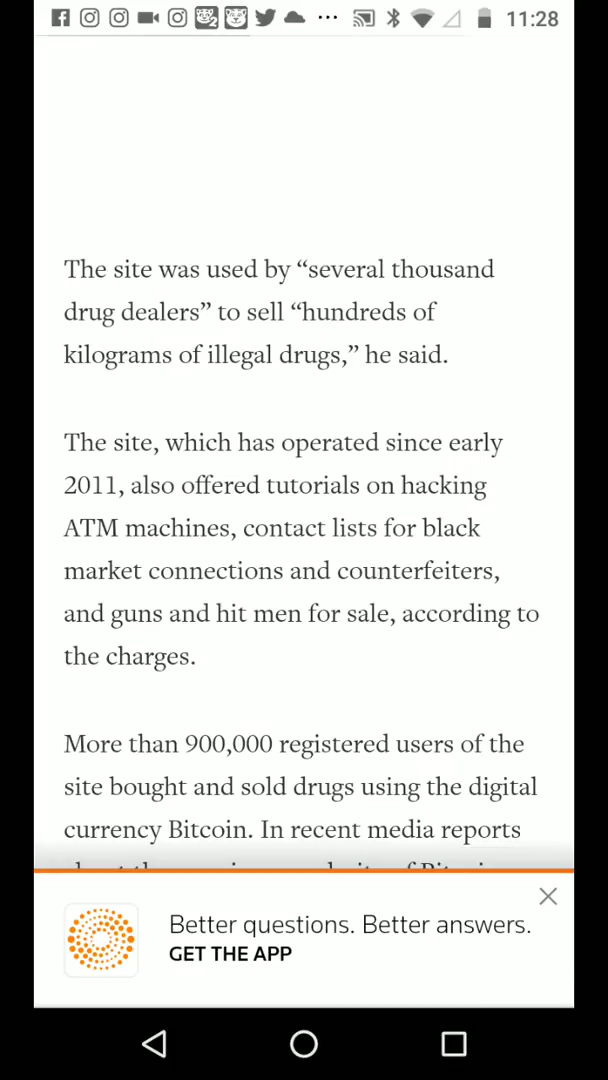 11:28
The site was used by “several thousand
drug dealers” to sell “hundreds of
kilograms of illegal drugs,” he said.
The site, which has operated since early
2011, also offered tutorials on hacking
ATM machines, contact lists for black
market connections and counterfeiters,
and guns and hit men for sale, according to
the charges.
More than 900,000 registered users of the
site bought and sold drugs using the digital
currency Bitcoin. In recent media reports
Better questions. Better answers.
GET THE APP